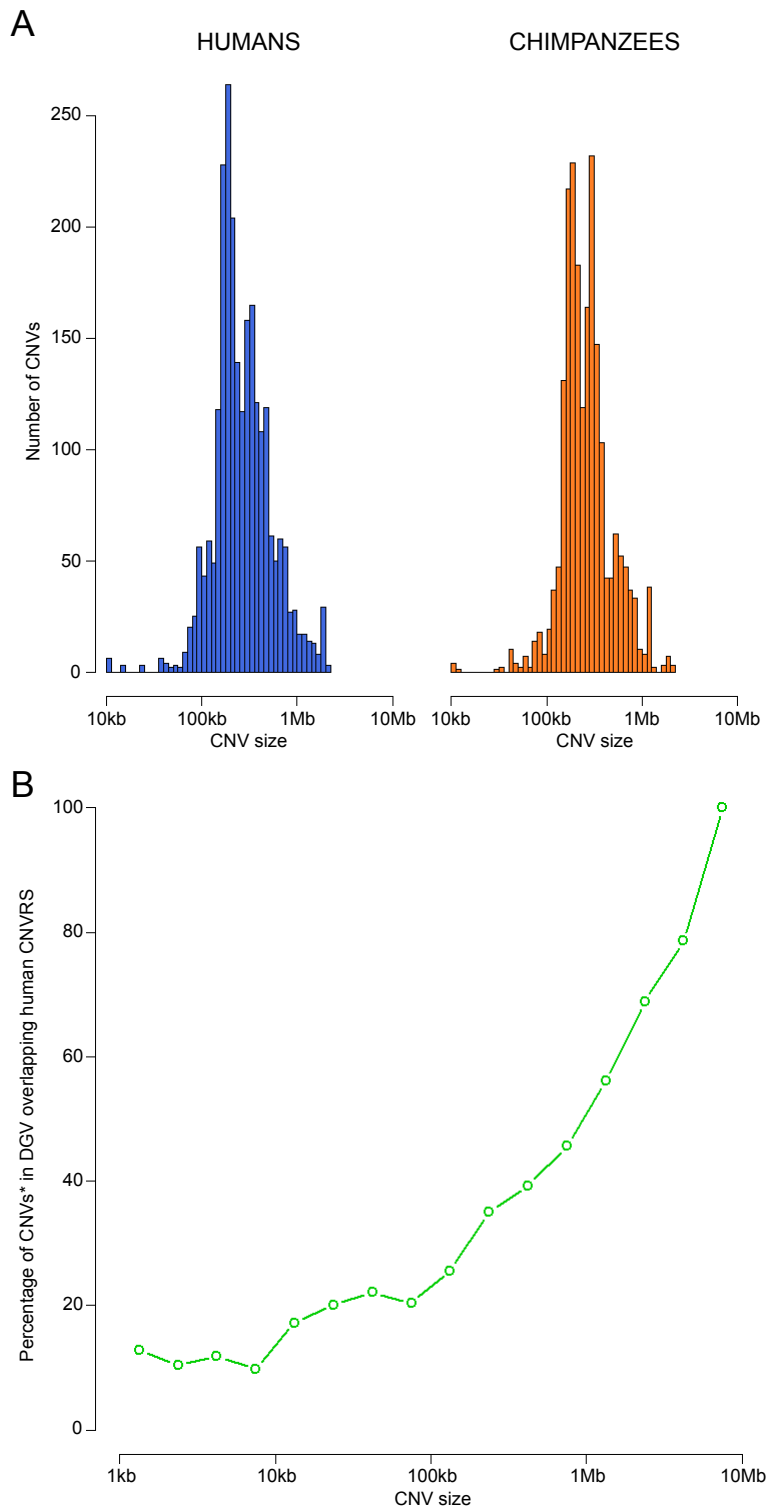 A
HUMANS
CHIMPANZEES
Number of CNVs
250
200
150
100
50
0
10kb 100kb 1Mb 10Mb
CNV size
10kb 100kb 1Mb 10Mb
CNV size
B
Percentage of CNVs* in DGV overlapping human CNVRS
100
80
60
40
20
0
1kb 10kb 100kb 1Mb 10Mb
CNV size